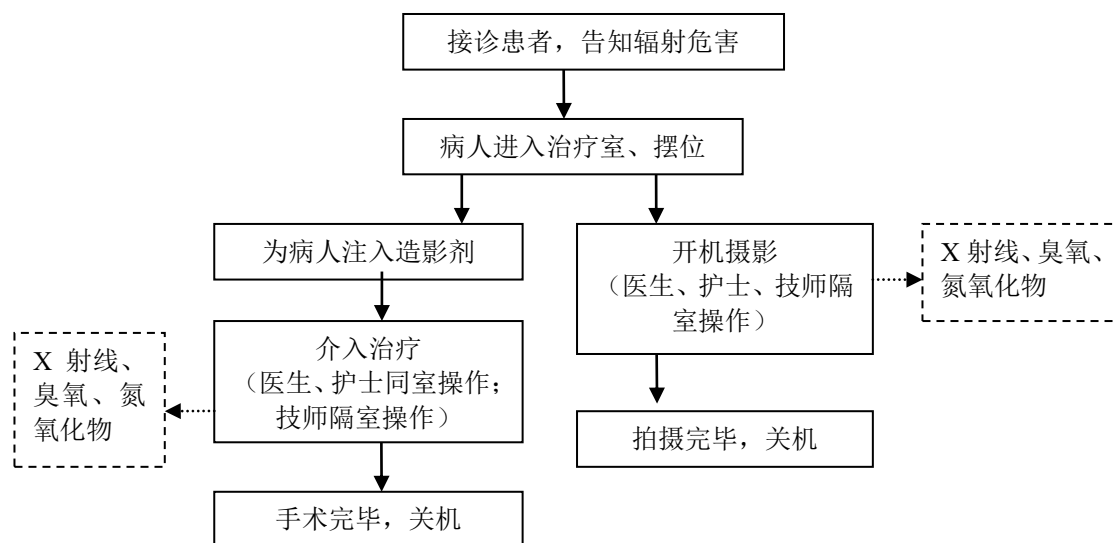 接诊患者，告知辐射危害
病人进入治疗室、摆位
为病人注入造影剂
开机摄影
（医生、护士、技师隔
室操作）
X 射线、臭氧、
氮氧化物
X 射线、
臭氧、氮
氧化物
介入治疗
（医生、护士同室操作；
技师隔室操作）
拍摄完毕，关机
手术完毕，关机